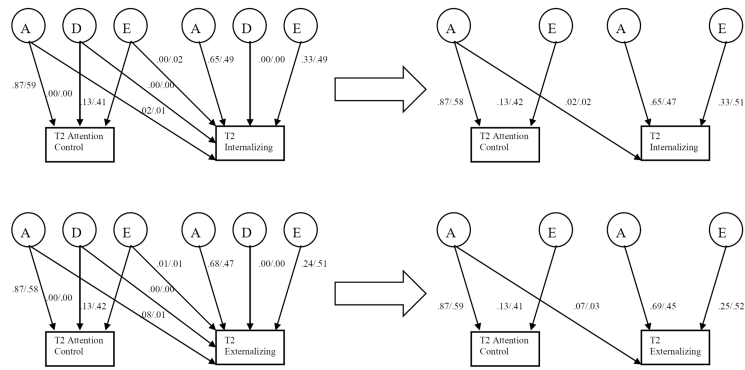 A D E A D E
A E A E
.00/.02 .65/.49 .00/.00 .33/.49
.87/59 .00/.00 .13/.41 .00/.00 .02/.01
.87/.58 .13/.42 .02/.02 .65/.47 .33/.51
T2 Attention
Control
T2
Internalizing
T2 Attention
Control
T2
Internalizing
A D E A D E
A E A E
.01/.01 .68/.47 .00/.00 .24/.51
.87/.58 .00/.00 .13/.42 .00/.00 .08/.01
.87/.59 .13/.41 .07/.03 .69/.45 .25/.52
T2 Attention
Control
T2
Externalizing
T2 Attention
Control
T2
Externalizing